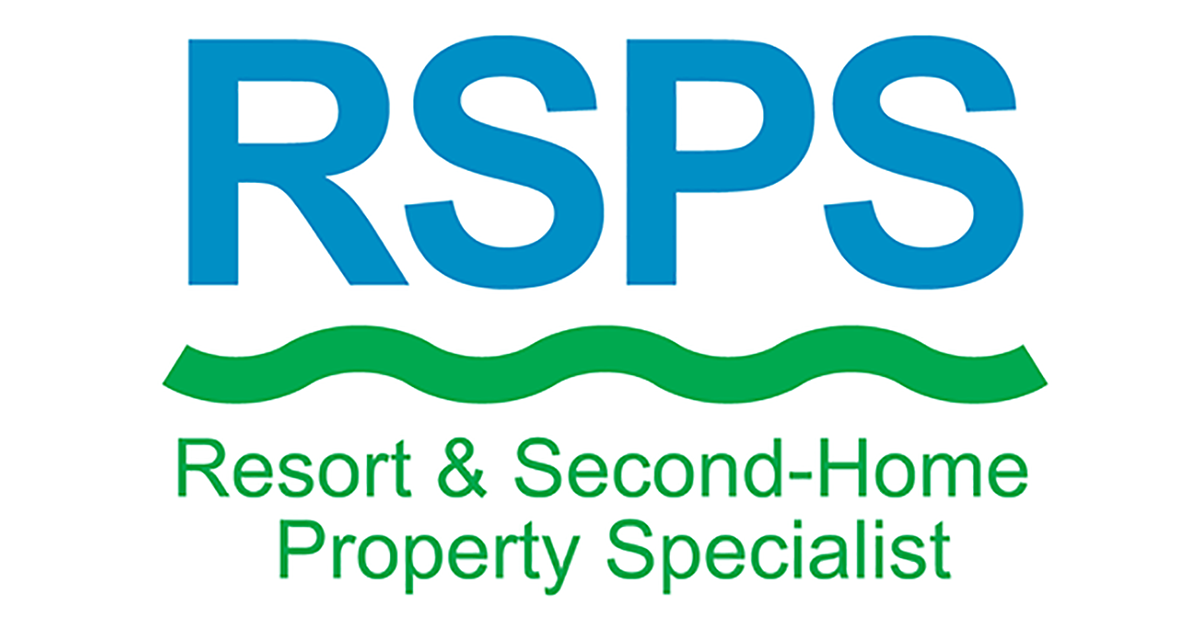 RSPS
Resort & Second-Home
Property Specialist